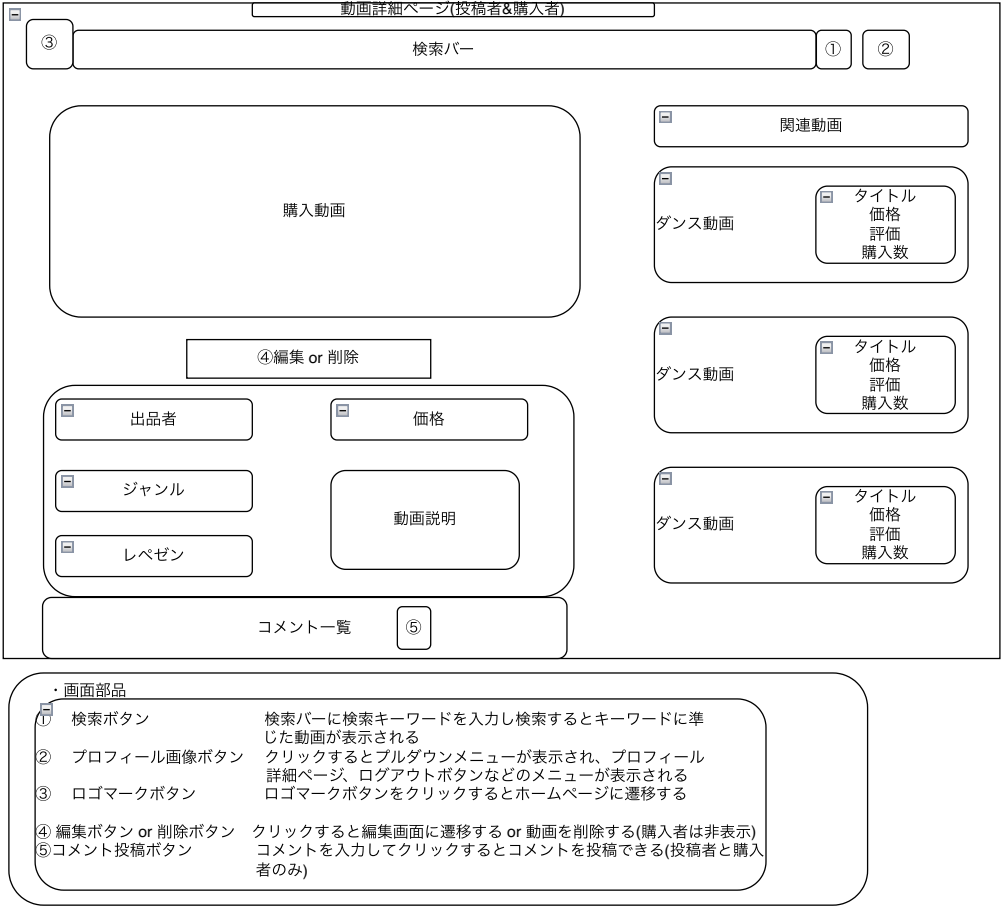 動画詳細ページ(投稿者&購入者)
③
検索バー
①
②
購入動画
関連動画
ダンス動画
タイトル
価格
評価
購入数
ダンス動画
タイトル
価格
評価
購入数
ダンス動画
タイトル
価格
評価
購入数
④編集 or 削除
出品者
価格
ジャンル
動画説明
レペゼン
コメント一覧
⑤
・画面部品
① 検索ボタン 検索バーに検索キーワードを入力し検索するとキーワードに準
じた動画が表示される
② プロフィール画像ボタン クリックするとプルダウンメニューが表示され、プロフィール
詳細ページ、ログアウトボタンなどのメニューが表示される
③ ロゴマークボタン ロゴマークボタンをクリックするとホームページに遷移する
④ 編集ボタン or 削除ボタン クリックすると編集画面に遷移する or 動画を削除する(購入者は非表示)
⑤コメント投稿ボタン コメントを入力してクリックするとコメントを投稿できる(投稿者と購入
者のみ)